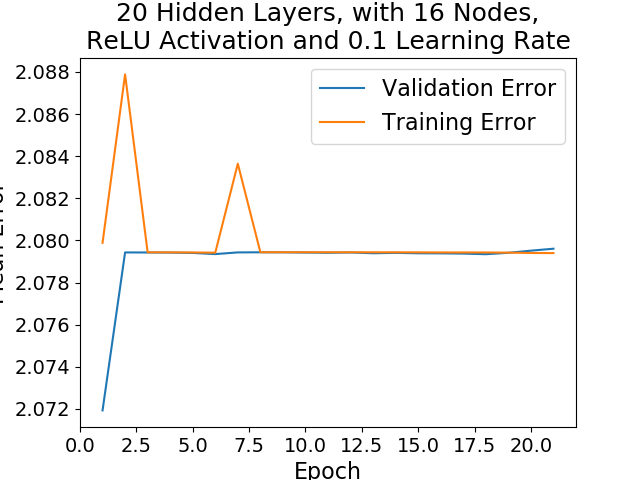 20 Hidden Layers, with 16 Nodes,
ReLU Activation and 0.1 Learning Rate
Validation Error
Training Error
2.088
2.086
2.084
2.082
2.080
2.078
2.076
2.074
2.072
0.0 2.5 5.0 7.5 10.0 12.5 15.0 17.5 20.0
Epoch